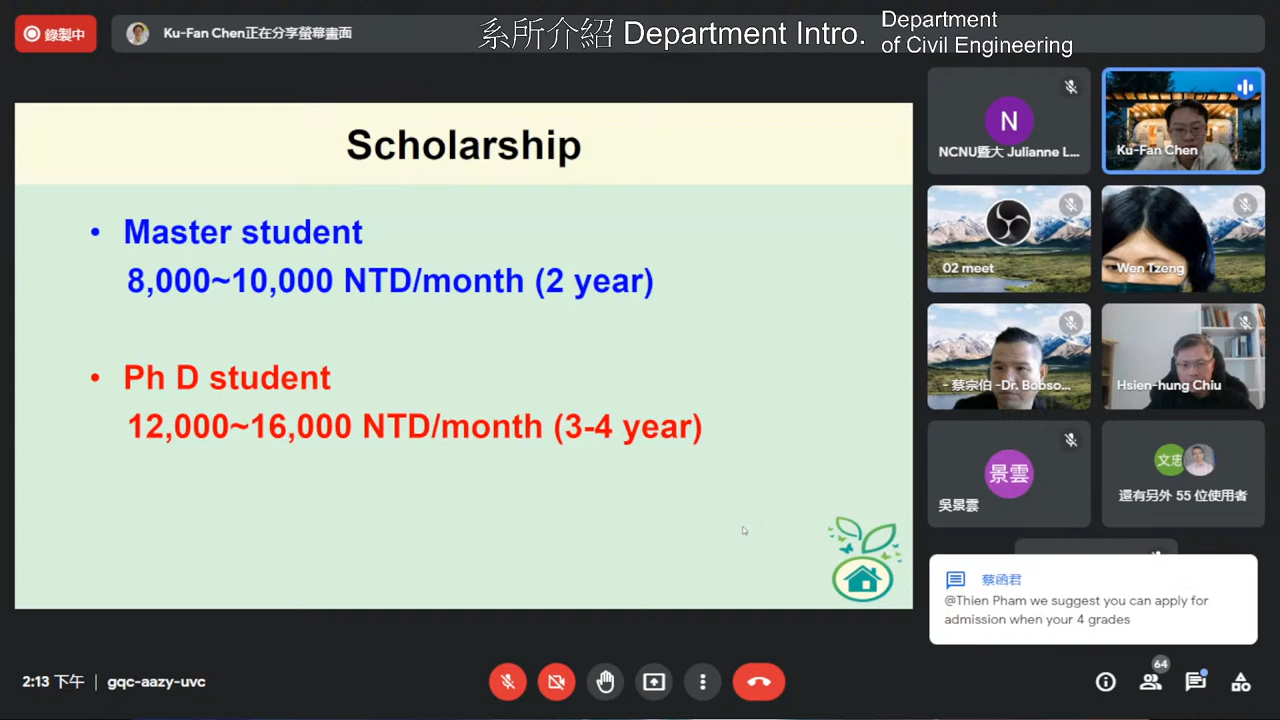 錄製中
Ku-Fan Chen正在分享螢幕畫面
系所介紹 Department Intro.
Department
of Civil Engineering
Scholarship
• Master student
8,000~10,000 NTD/month (2 year)
• Ph D student
12,000~16,000 NTD/month (3-4 year)
N
NCNU暨大 Julianne L...
Ku-Fan Chen
02 meet
Wen Tzeng
- 蔡宗伯 -Dr. Bobso...
Hsien-hung Chiu
景雲
吳景雲
文忠
還有另外 55 位使用者
蔡函君
@Thien Pham we suggest you can apply for
admission when your 4 grades
2:13 下午 | gqc-aazy-uvc
64